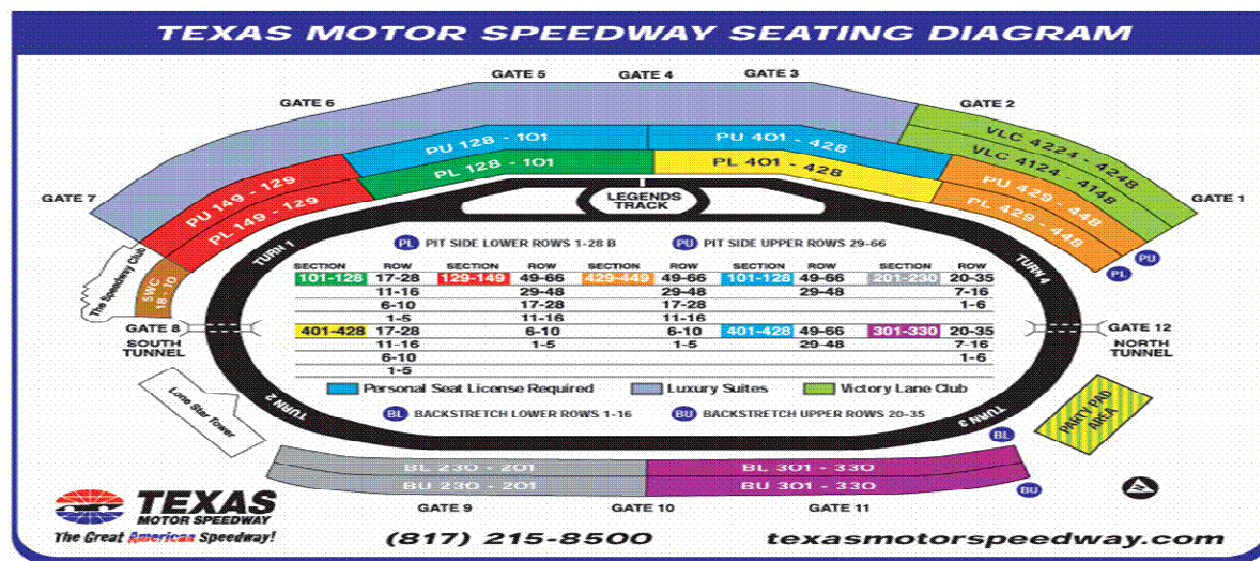 TEXAS MOTOR SPEEDWAY SEATING DIAGRAM
GATE 5
GATE 4
GATE 3
GATE 6
GATE 2
GATE 7
GATE 1
PU 128 - 101
PU 401 - 428
VLC 4224 - 4248
VLC 4124 - 4148
PL 128 - 101
PL 401 - 428
PU 149 - 129
PL 149 - 129
PU 429 - 448
PL 429 - 448
LEGENDS
TRACK
TURN 1
TURN 4
PL PIT SIDE LOWER ROWS 1-28 B
PU PIT SIDE UPPER ROWS 29-66
PU
PL
The Speedway Club
SWC
18 - 10
SECTION ROW SECTION ROW SECTION ROW SECTION ROW SECTION ROW
101-128 17-28 129-149 49-66 429-449 49-66 101-128 49-66 201-230 20-35
11-16 29-48 29-48 29-48 7-16
6-10 17-28 17-28 1-6
1-5 11-16 11-16
401-428 17-28 6-10 6-10 401-428 49-66 301-330 20-35
11-16 1-5 1-5 29-48 7-16
6-10 1-6
1-5
GATE 8
SOUTH
TUNNEL
GATE 12
NORTH
TUNNEL
Personal Seat License Required
Luxury Suites
Victory Lane Club
BL BACKSTRETCH LOWER ROWS 1-16
BU BACKSTRETCH UPPER ROWS 20-35
Lone Star Tower
TURN 2
TURN 3
PARTY PAD
AREA
BL
BL 230 - 201
BL 301 - 330
BU 230 - 201
BU 301 - 330
BU
GATE 9
GATE 10
GATE 11
TEXAS
MOTOR SPEEDWAY
The Great American Speedway!
(817) 215-8500
texasmotorspeedway.com